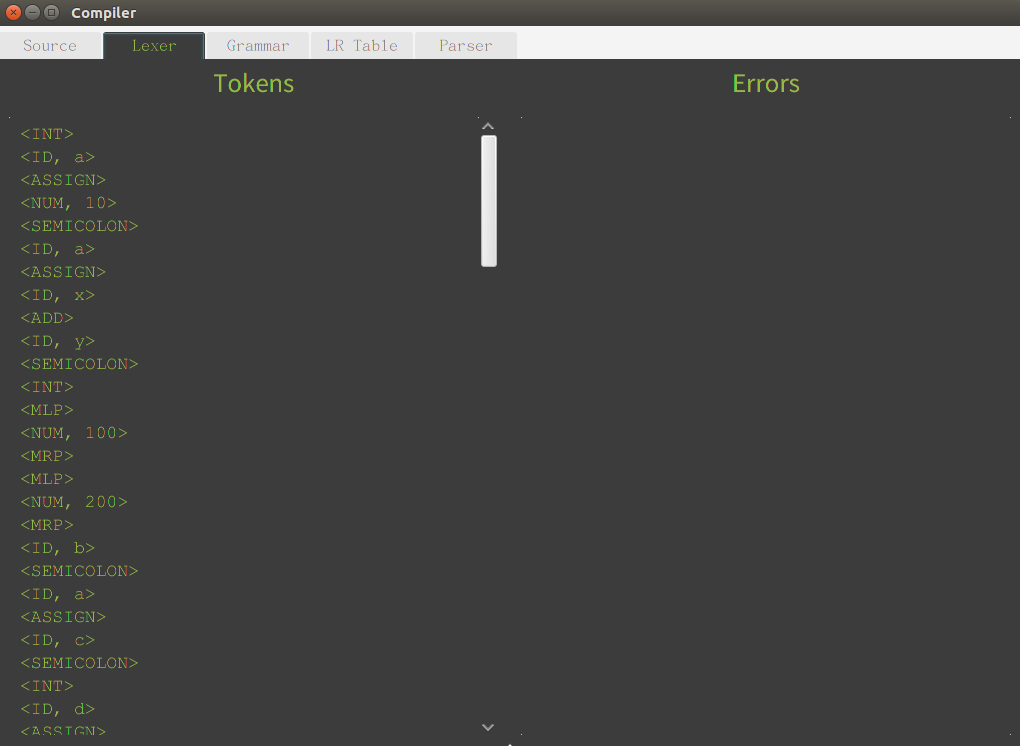 Compiler
Source Lexer Grammar LR Table Parser
Tokens Errors
<INT>
<ID, a>
<ASSIGN>
<NUM, 10>
<SEMICOLON>
<ID, a>
<ASSIGN>
<ID, x>
<ADD>
<ID, y>
<SEMICOLON>
<INT>
<MLP>
<NUM, 100>
<MRP>
<MLP>
<NUM, 200>
<MRP>
<ID, b>
<SEMICOLON>
<ID, a>
<ASSIGN>
<ID, c>
<SEMICOLON>
<INT>
<ID, d>
<ASSIGN>